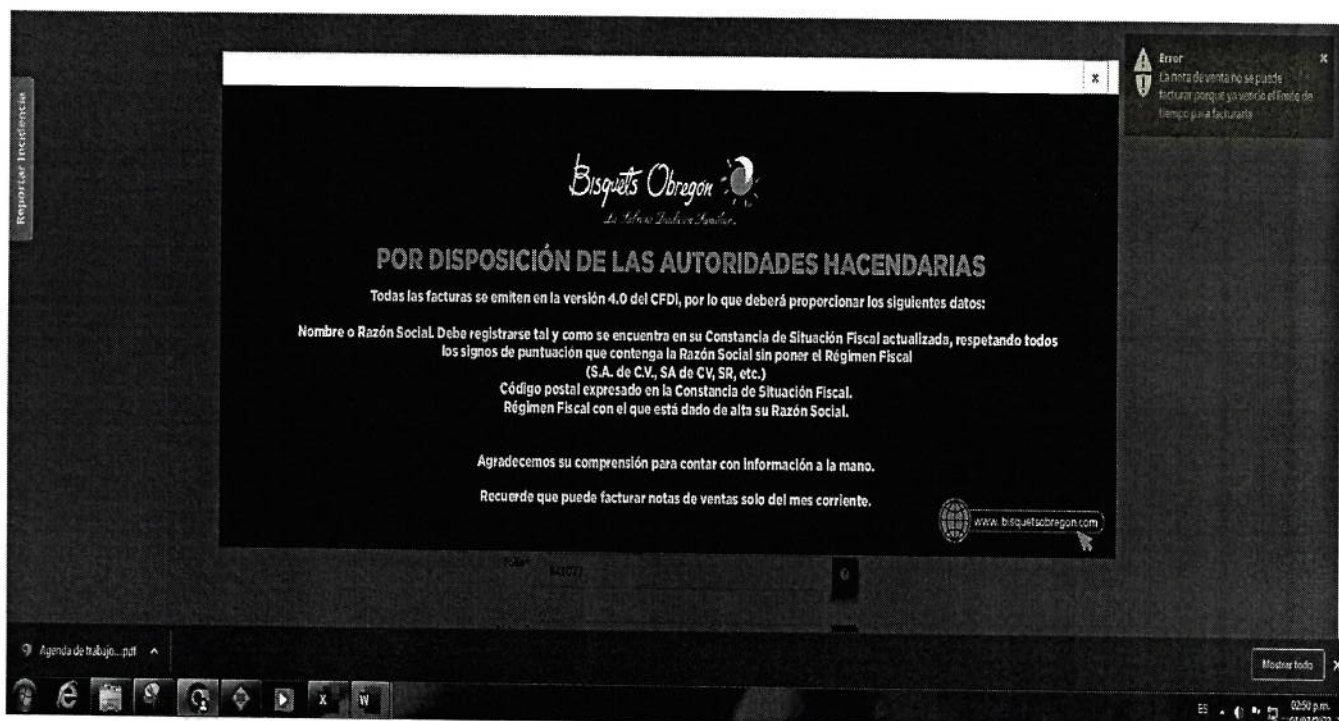 Reportar Incidencia
x
Error
x
La nota de venta no se puede
facturar porque ya venció el límite de
tiempo para facturarla
Bisquets Obregón
POR DISPOSICIÓN DE LAS AUTORIDADES HACENDARIAS
Todas las facturas se emiten en la versión 4.0 del CFDI, por lo que deberá proporcionar los siguientes datos:
Nombre o Razón Social. Debe registrarse tal y como se encuentra en su Constancia de Situación Fiscal actualizada, respetando todos
los signos de puntuación que contenga la Razón Social sin poner el Régimen Fiscal
(S.A. de C.V., SA de CV, SR, etc.)
Código postal expresado en la Constancia de Situación Fiscal.
Régimen Fiscal con el que está dado de alta su Razón Social.
Agradecemos su comprensión para contar con información a la mano.
Recuerde que puede facturar notas de ventas solo del mes corriente.
www.bisquetsobregon.com
Agenda de trabajo....pdf
Mostrar todo
x
ES
02:50 p.m.